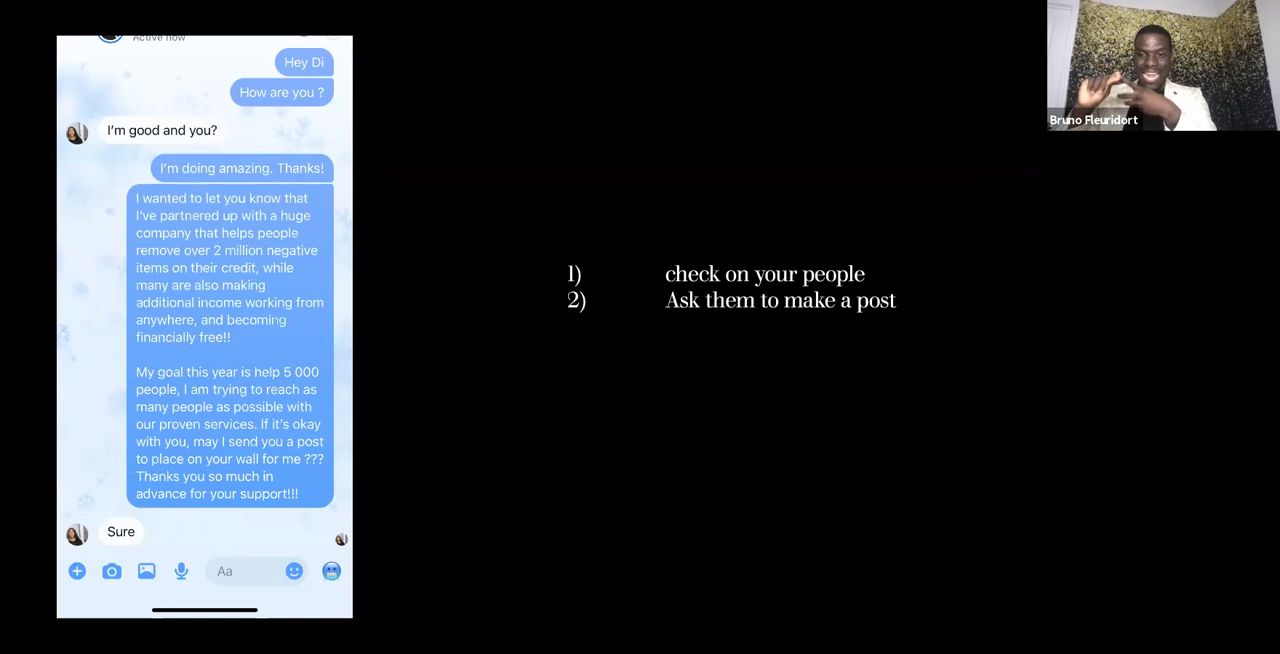 Active now
Hey Di
How are you ?
I'm good and you?
I'm doing amazing. Thanks!
I wanted to let you know that
I've partnered up with a huge
company that helps people
remove over 2 million negative
items on their credit, while
many are also making
additional income working from
anywhere, and becoming
financially free!!
My goal this year is help 5 000
people, I am trying to reach as
many people as possible with
our proven services. If it's okay
with you, may I send you a post
to place on your wall for me ???
Thanks you so much in
advance for your support!!!
Sure
Aa
1) check on your people
2) Ask them to make a post
Bruno Fleuridort